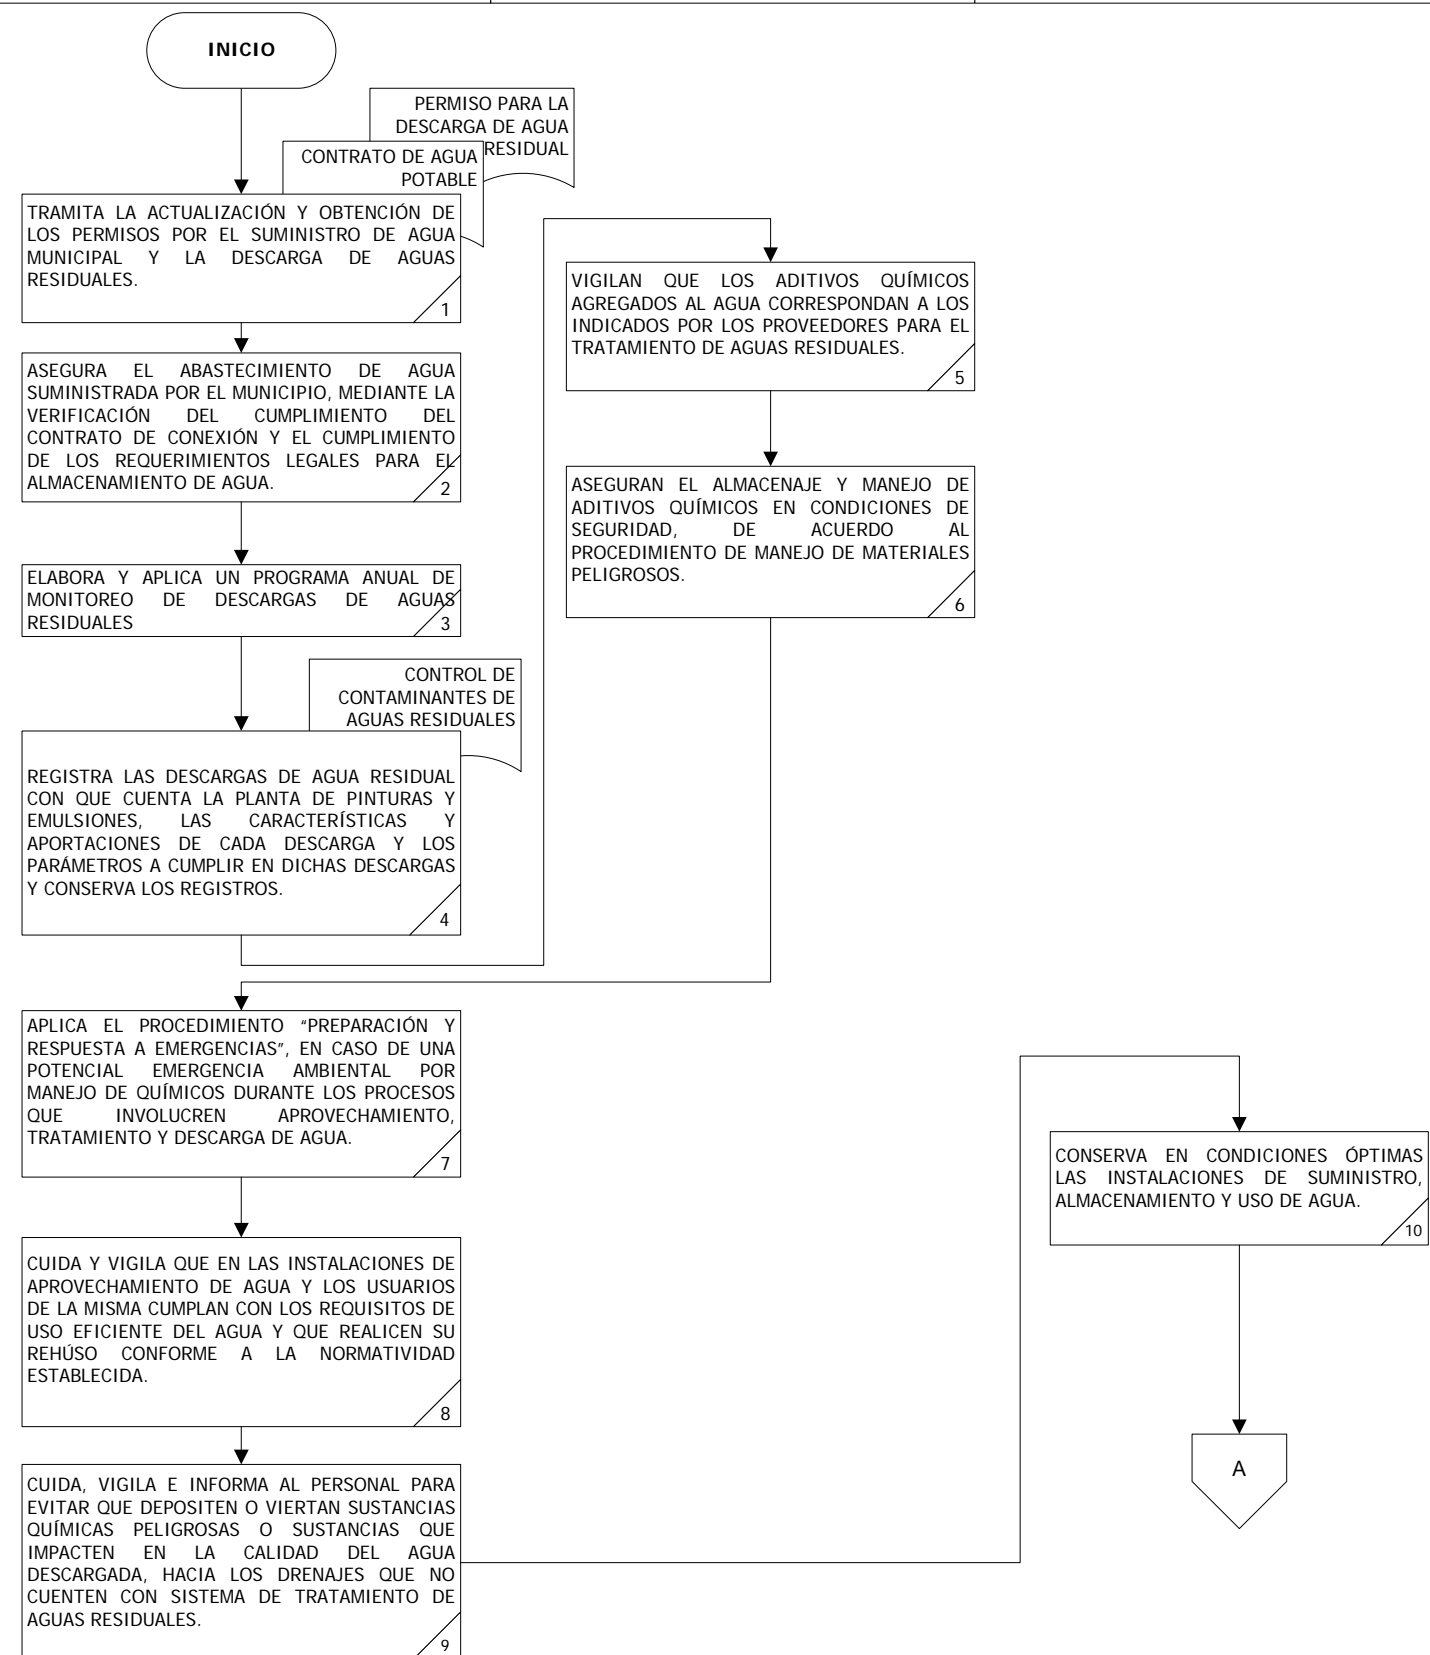 INICIO
PERMISO PARA LA
DESCARGA DE AGUA
RESIDUAL
CONTRATO DE AGUA
POTABLE
TRAMITA LA ACTUALIZACIÓN Y OBTENCIÓN DE
LOS PERMISOS POR EL SUMINISTRO DE AGUA
MUNICIPAL Y LA DESCARGA DE AGUAS
RESIDUALES.
1
ASEGURA EL ABASTECIMIENTO DE AGUA
SUMINISTRADA POR EL MUNICIPIO, MEDIANTE LA
VERIFICACIÓN DEL CUMPLIMIENTO DEL
CONTRATO DE CONEXIÓN Y EL CUMPLIMIENTO
DE LOS REQUERIMIENTOS LEGALES PARA EL
ALMACENAMIENTO DE AGUA.
2
ELABORA Y APLICA UN PROGRAMA ANUAL DE
MONITOREO DE DESCARGAS DE AGUAS
RESIDUALES
3
CONTROL DE
CONTAMINANTES DE
AGUAS RESIDUALES
REGISTRA LAS DESCARGAS DE AGUA RESIDUAL
CON QUE CUENTA LA PLANTA DE PINTURAS Y
EMULSIONES, LAS CARACTERÍSTICAS Y
APORTACIONES DE CADA DESCARGA Y LOS
PARÁMETROS A CUMPLIR EN DICHAS DESCARGAS
Y CONSERVA LOS REGISTROS.
4
VIGILAN QUE LOS ADITIVOS QUÍMICOS
AGREGADOS AL AGUA CORRESPONDAN A LOS
INDICADOS POR LOS PROVEEDORES PARA EL
TRATAMIENTO DE AGUAS RESIDUALES.
5
ASEGURAN EL ALMACENAJE Y MANEJO DE
ADITIVOS QUÍMICOS EN CONDICIONES DE
SEGURIDAD, DE ACUERDO AL
PROCEDIMIENTO DE MANEJO DE MATERIALES
PELIGROSOS.
6
APLICA EL PROCEDIMIENTO “PREPARACIÓN Y
RESPUESTA A EMERGENCIAS”, EN CASO DE UNA
POTENCIAL EMERGENCIA AMBIENTAL POR
MANEJO DE QUÍMICOS DURANTE LOS PROCESOS
QUE INVOLUCREN APROVECHAMIENTO,
TRATAMIENTO Y DESCARGA DE AGUA.
7
CUIDA Y VIGILA QUE EN LAS INSTALACIONES DE
APROVECHAMIENTO DE AGUA Y LOS USUARIOS
DE LA MISMA CUMPLAN CON LOS REQUISITOS DE
USO EFICIENTE DEL AGUA Y QUE REALICEN SU
REHÚSO CONFORME A LA NORMATIVIDAD
ESTABLECIDA.
8
CUIDA, VIGILA E INFORMA AL PERSONAL PARA
EVITAR QUE DEPOSITEN O VIERTAN SUSTANCIAS
QUÍMICAS PELIGROSAS O SUSTANCIAS QUE
IMPACTEN EN LA CALIDAD DEL AGUA
DESCARGADA, HACIA LOS DRENAJES QUE NO
CUENTEN CON SISTEMA DE TRATAMIENTO DE
AGUAS RESIDUALES.
9
CONSERVA EN CONDICIONES ÓPTIMAS
LAS INSTALACIONES DE SUMINISTRO,
ALMACENAMIENTO Y USO DE AGUA.
10
A